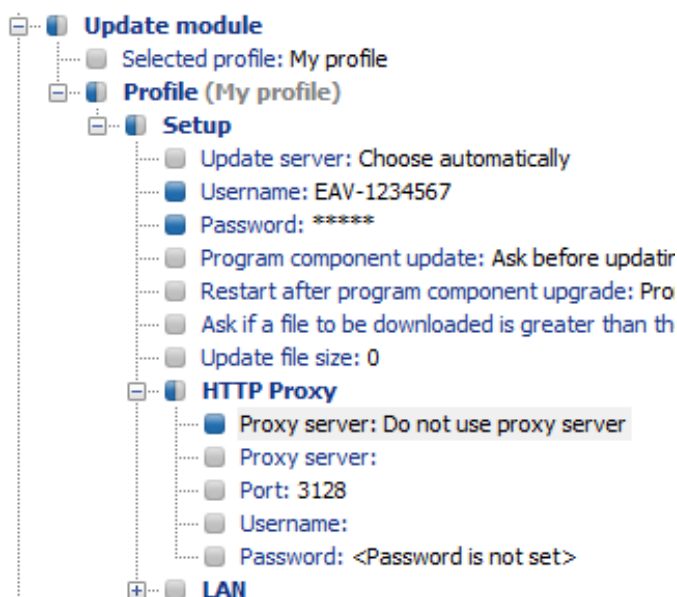 Update module
Selected profile: My profile
Profile (My profile)
Setup
Update server: Choose automatically
Username: EAV-1234567
Password: *****
Program component update: Ask before updatin
Restart after program component upgrade: Pro
Ask if a file to be downloaded is greater than th
Update file size: 0
HTTP Proxy
Proxy server: Do not use proxy server
Proxy server:
Port: 3128
Username:
Password: <Password is not set>
LAN